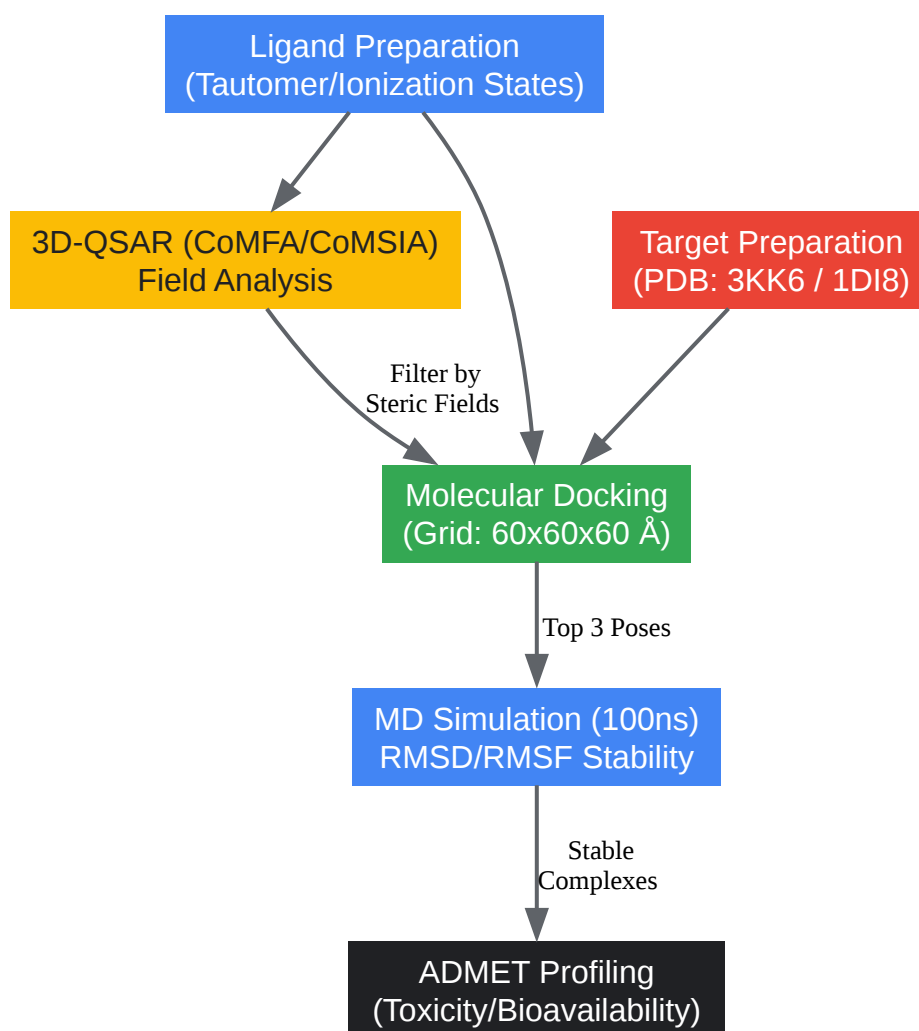 Ligand Preparation
(Tautomer/Ionization States)
3D-QSAR (CoMFA/CoMSIA)
Field Analysis
Target Preparation
(PDB: 3KK6 / 1DI8)
Filter by
Steric Fields
Molecular Docking
(Grid: 60x60x60 Å)
Top 3 Poses
MD Simulation (100ns)
RMSD/RMSF Stability
Stable
Complexes
ADMET Profiling
(Toxicity/Bioavailability)